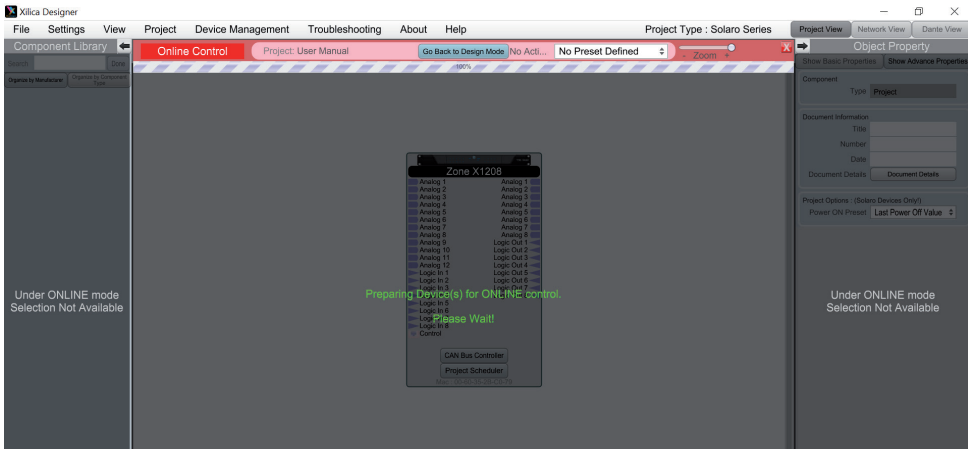 Xilica Designer
File Settings View Project Device Management Troubleshooting About Help Project Type : Solaro Series Project View Network View Dante View
Component Library Online Control Project: User Manual Go Back to Design Mode No Acti... No Preset Defined - Zoom + X Object Property
Search Clear Show Basic Properties Show Advance Properties
Organize by Manufacturer Organize by Component Type
100%
Component
Type Project
Document Information
Title
Number
Date
Document Details Document Details
Project Options : (Solaro Devices Only!)
Power ON Preset Last Power Off Value
Zone X1208
Analog 1 Analog 1
Analog 2 Analog 2
Analog 3 Analog 3
Analog 4 Analog 4
Analog 5 Analog 5
Analog 6 Analog 6
Analog 7 Analog 7
Analog 8 Analog 8
Analog 9 Logic Out 1
Analog 10 Logic Out 2
Analog 11 Logic Out 3
Analog 12 Logic Out 4
Logic In 1 Logic Out 5
Logic In 2 Logic Out 6
Logic In 3 Logic Out 7
Preparing Device(s) for ONLINE control.
Logic In 5
Logic In 6
Please Wait!
Logic In 8
Control
CAN Bus Controller
Project Scheduler
Under ONLINE mode
Selection Not Available
Under ONLINE mode
Selection Not Available